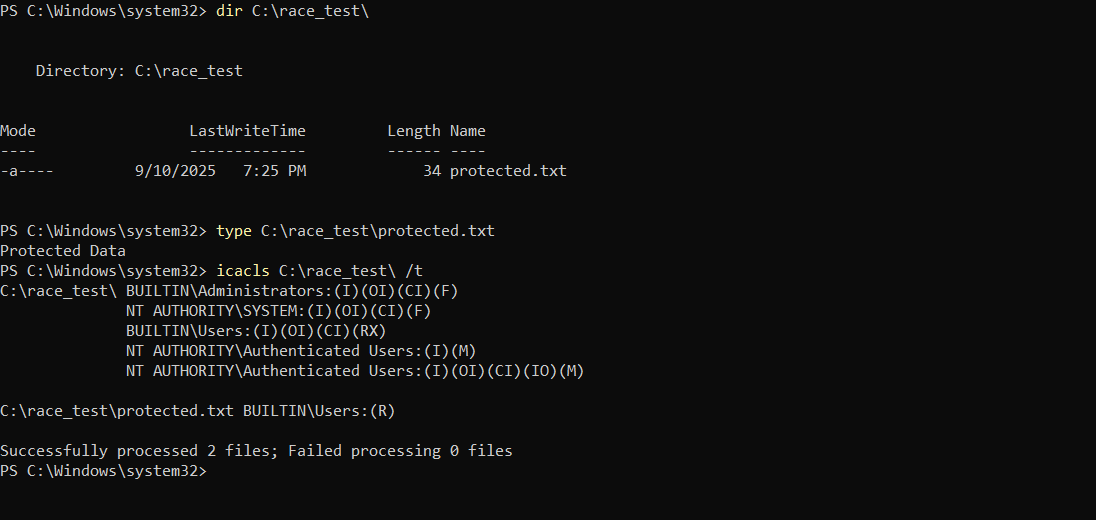 PS C:\Windows\system32> dir C:\race_test\
Directory: C:\race_test
Mode LastWriteTime Length Name
---- ------------- ------ ----
-a---- 9/10/2025 7:25 PM 34 protected.txt
PS C:\Windows\system32> type C:\race_test\protected.txt
Protected Data
PS C:\Windows\system32> icacls C:\race_test\ /t
C:\race_test\ BUILTIN\Administrators:(I)(OI)(CI)(F)
NT AUTHORITY\SYSTEM:(I)(OI)(CI)(F)
BUILTIN\Users:(I)(OI)(CI)(RX)
NT AUTHORITY\Authenticated Users:(I)(M)
NT AUTHORITY\Authenticated Users:(I)(OI)(CI)(IO)(M)
C:\race_test\protected.txt BUILTIN\Users:(R)
Successfully processed 2 files; Failed processing 0 files
PS C:\Windows\system32>